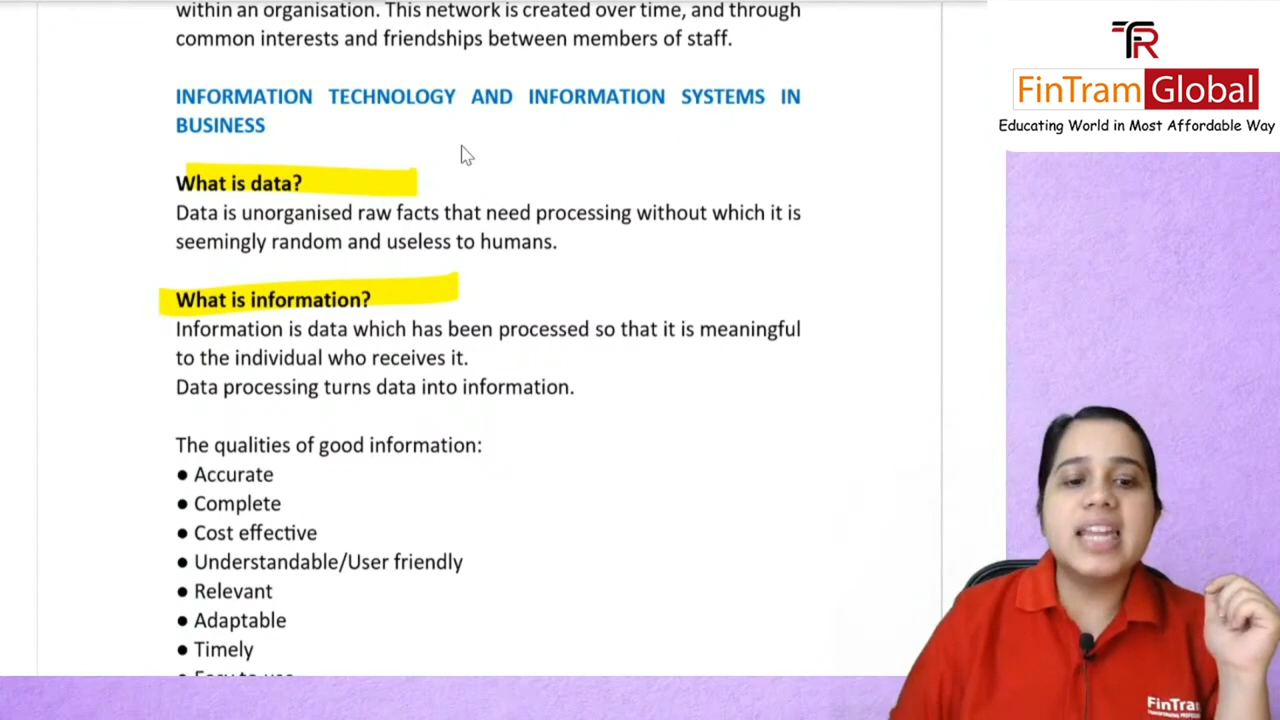 within an organisation. This network is created over time, and through
common interests and friendships between members of staff.
INFORMATION TECHNOLOGY AND INFORMATION SYSTEMS IN
BUSINESS
What is data?
Data is unorganised raw facts that need processing without which it is
seemingly random and useless to humans.
What is information?
Information is data which has been processed so that it is meaningful
to the individual who receives it.
Data processing turns data into information.
The qualities of good information:
● Accurate
● Complete
● Cost effective
● Understandable/User friendly
● Relevant
● Adaptable
● Timely
● Easy to use
FinTram Global
Educating World in Most Affordable Way
FinTra